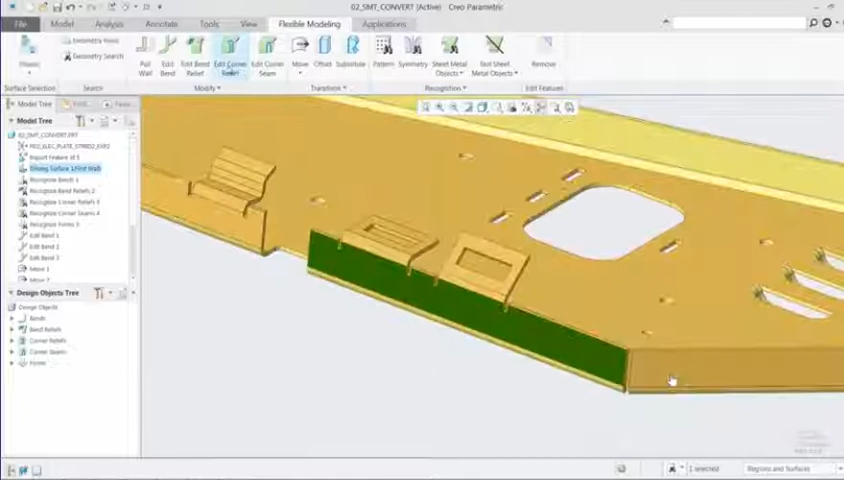 02_SMT_CONVERT (Active) - Creo Parametric
File Model Analysis Annotate Tools View Flexible Modeling Applications
Geometry Search
Pull Wall
Edit Bend
Edit Bend Relief
Edit Corner Relief
Edit Corner Seam
Move
Offset
Substitute
Pattern
Symmetry
Sheet Metal Objects
Not Sheet Metal Objects
Remove
Surface Selection Search Modify Transform Recognition Edit Features
Model Tree
Model Tree
02_SMT_CONVERT.PRT
Import Feature id 5
Driving Surface 1(First Wall)
Recognize Bends 1
Recognize Bend Reliefs 2
Recognize Corner Reliefs 3
Recognize Corner Seams 4
Recognize Forms 5
Edit Bend 1
Edit Bend 2
Edit Bend 3
Move 1
Move 2
Design Objects Tree
Design Objects
Bends
Bend Reliefs
Corner Reliefs
Corner Seams
Forms
1 selected
Regions and Surfaces